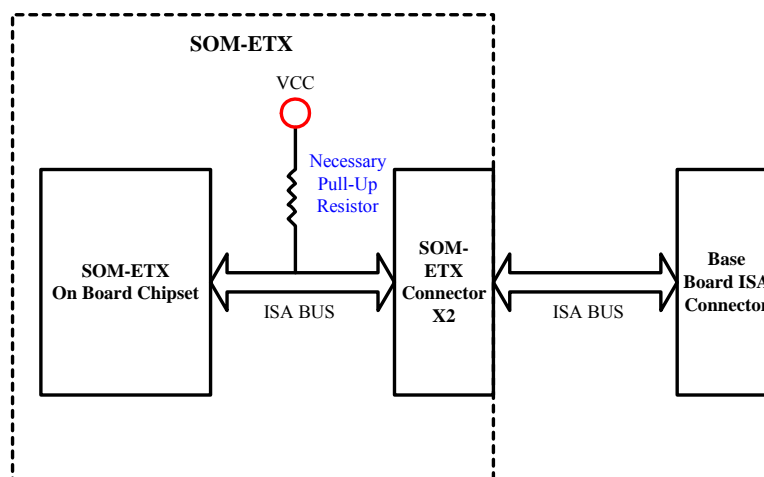 SOM-ETX
VCC
Necessary
Pull-Up
Resistor
SOM-ETX
On Board Chipset
ISA BUS
SOM-
ETX
Connector
X2
ISA BUS
Base
Board ISA
Connector